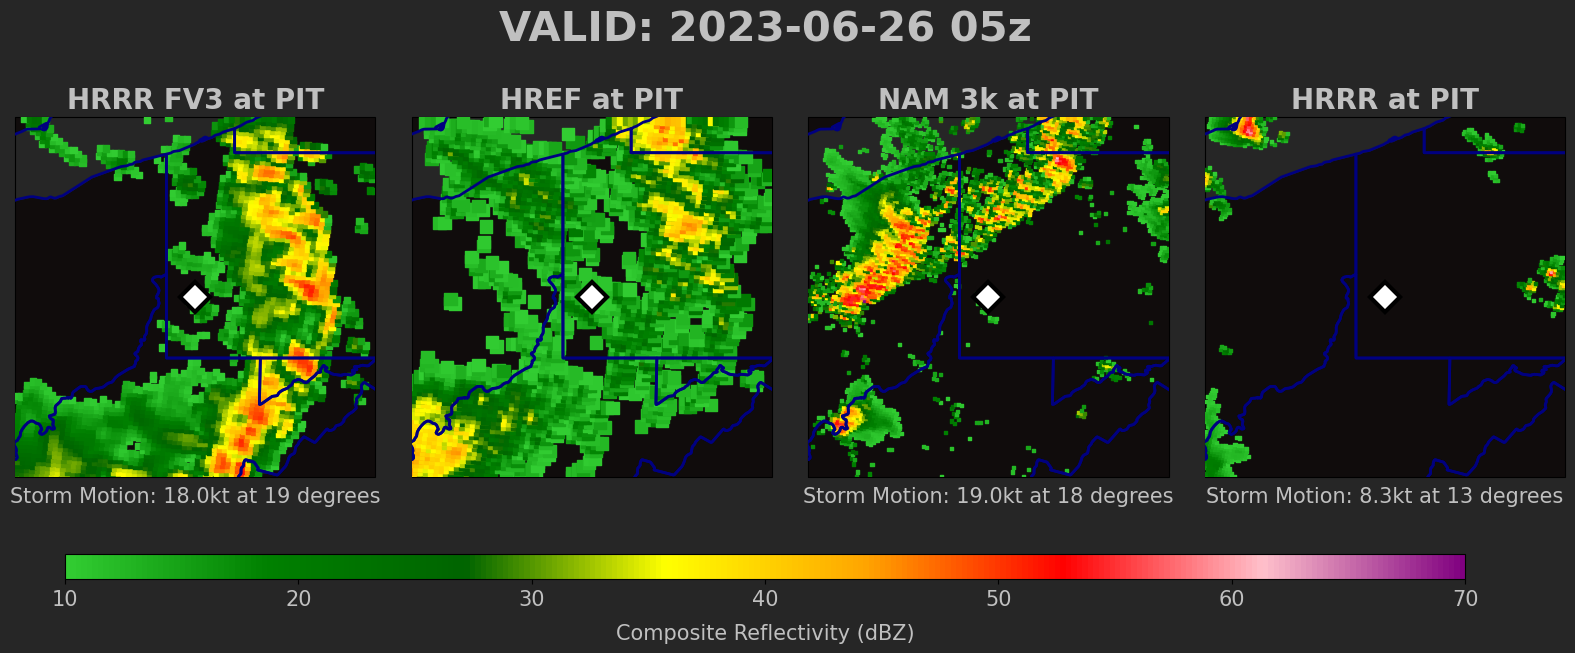 VALID: 2023-06-26 05z
HRRR FV3 at PIT
HREF at PIT
NAM 3k at PIT
HRRR at PIT
Storm Motion: 18.0kt at 19 degrees
Storm Motion: 19.0kt at 18 degrees
Storm Motion: 8.3kt at 13 degrees
10 20 30 40 50 60 70
Composite Reflectivity (dBZ)